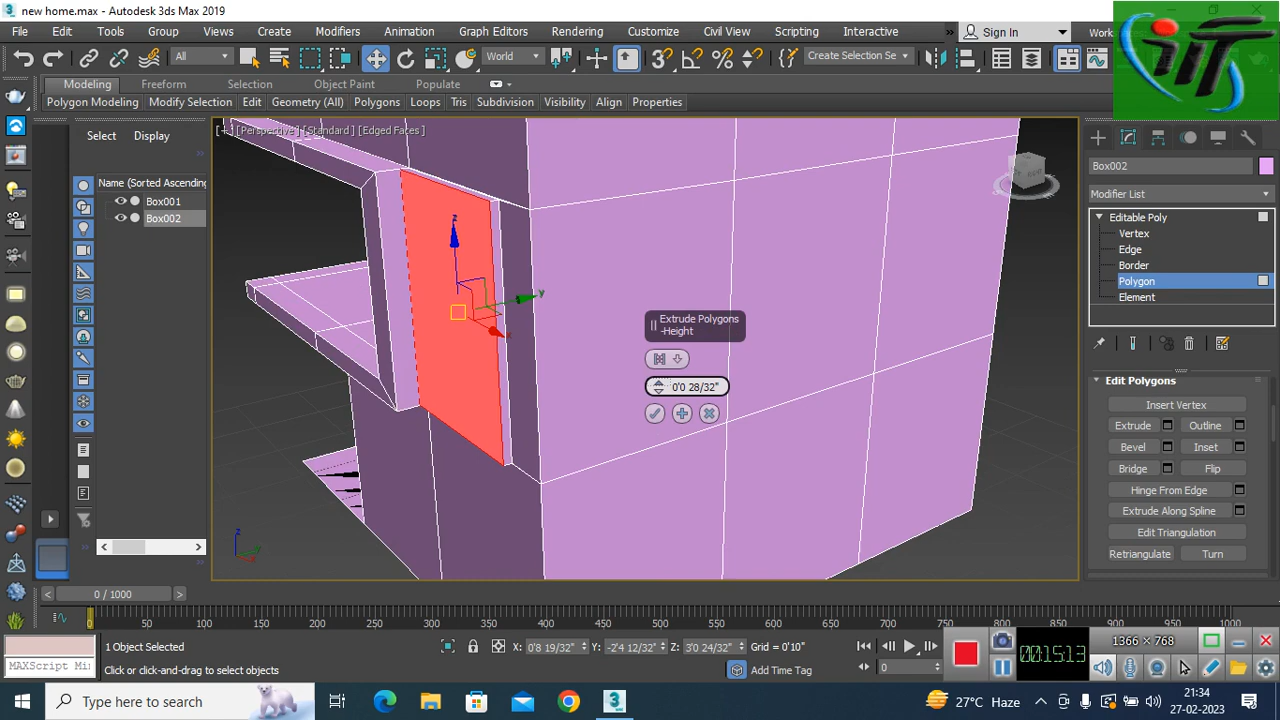 new home.max - Autodesk 3ds Max 2019
File Edit Tools Group Views Create Modifiers Animation Graph Editors Rendering Customize Civil View Scripting Interactive » Sign In
All World Create Selection Se
Modeling Freeform Selection Object Paint Populate
Polygon Modeling Modify Selection Edit Geometry (All) Polygons Loops Tris Subdivision Visibility Align Properties
[+] [Perspective] [Standard] [Edged Faces]
Select Display
Name (Sorted Ascending
Box001
Box002
z
y
x
Extrude Polygons
-Height
0'0 28/32"
z
y
x
iiTS
Box002
Modifier List
Editable Poly
Vertex
Edge
Border
Polygon
Element
Edit Polygons
Insert Vertex
Extrude Outline
Bevel Inset
Bridge Flip
Hinge From Edge
Extrude Along Spline
Edit Triangulation
Retriangulate Turn
0 / 1000
0 50 100 150 200 250 300 350 400 450 500 550 600 650 700 750 800 850 900 950 1000
1 Object Selected X: 0'8 19/32" Y: -2'4 12/32" Z: 3'0 24/32" Grid = 0'10"
MAXScript Mi Click or click-and-drag to select objects Add Time Tag 0
1366 × 768
00:15:13
Type here to search 27°C Haze
21:34
27-02-2023